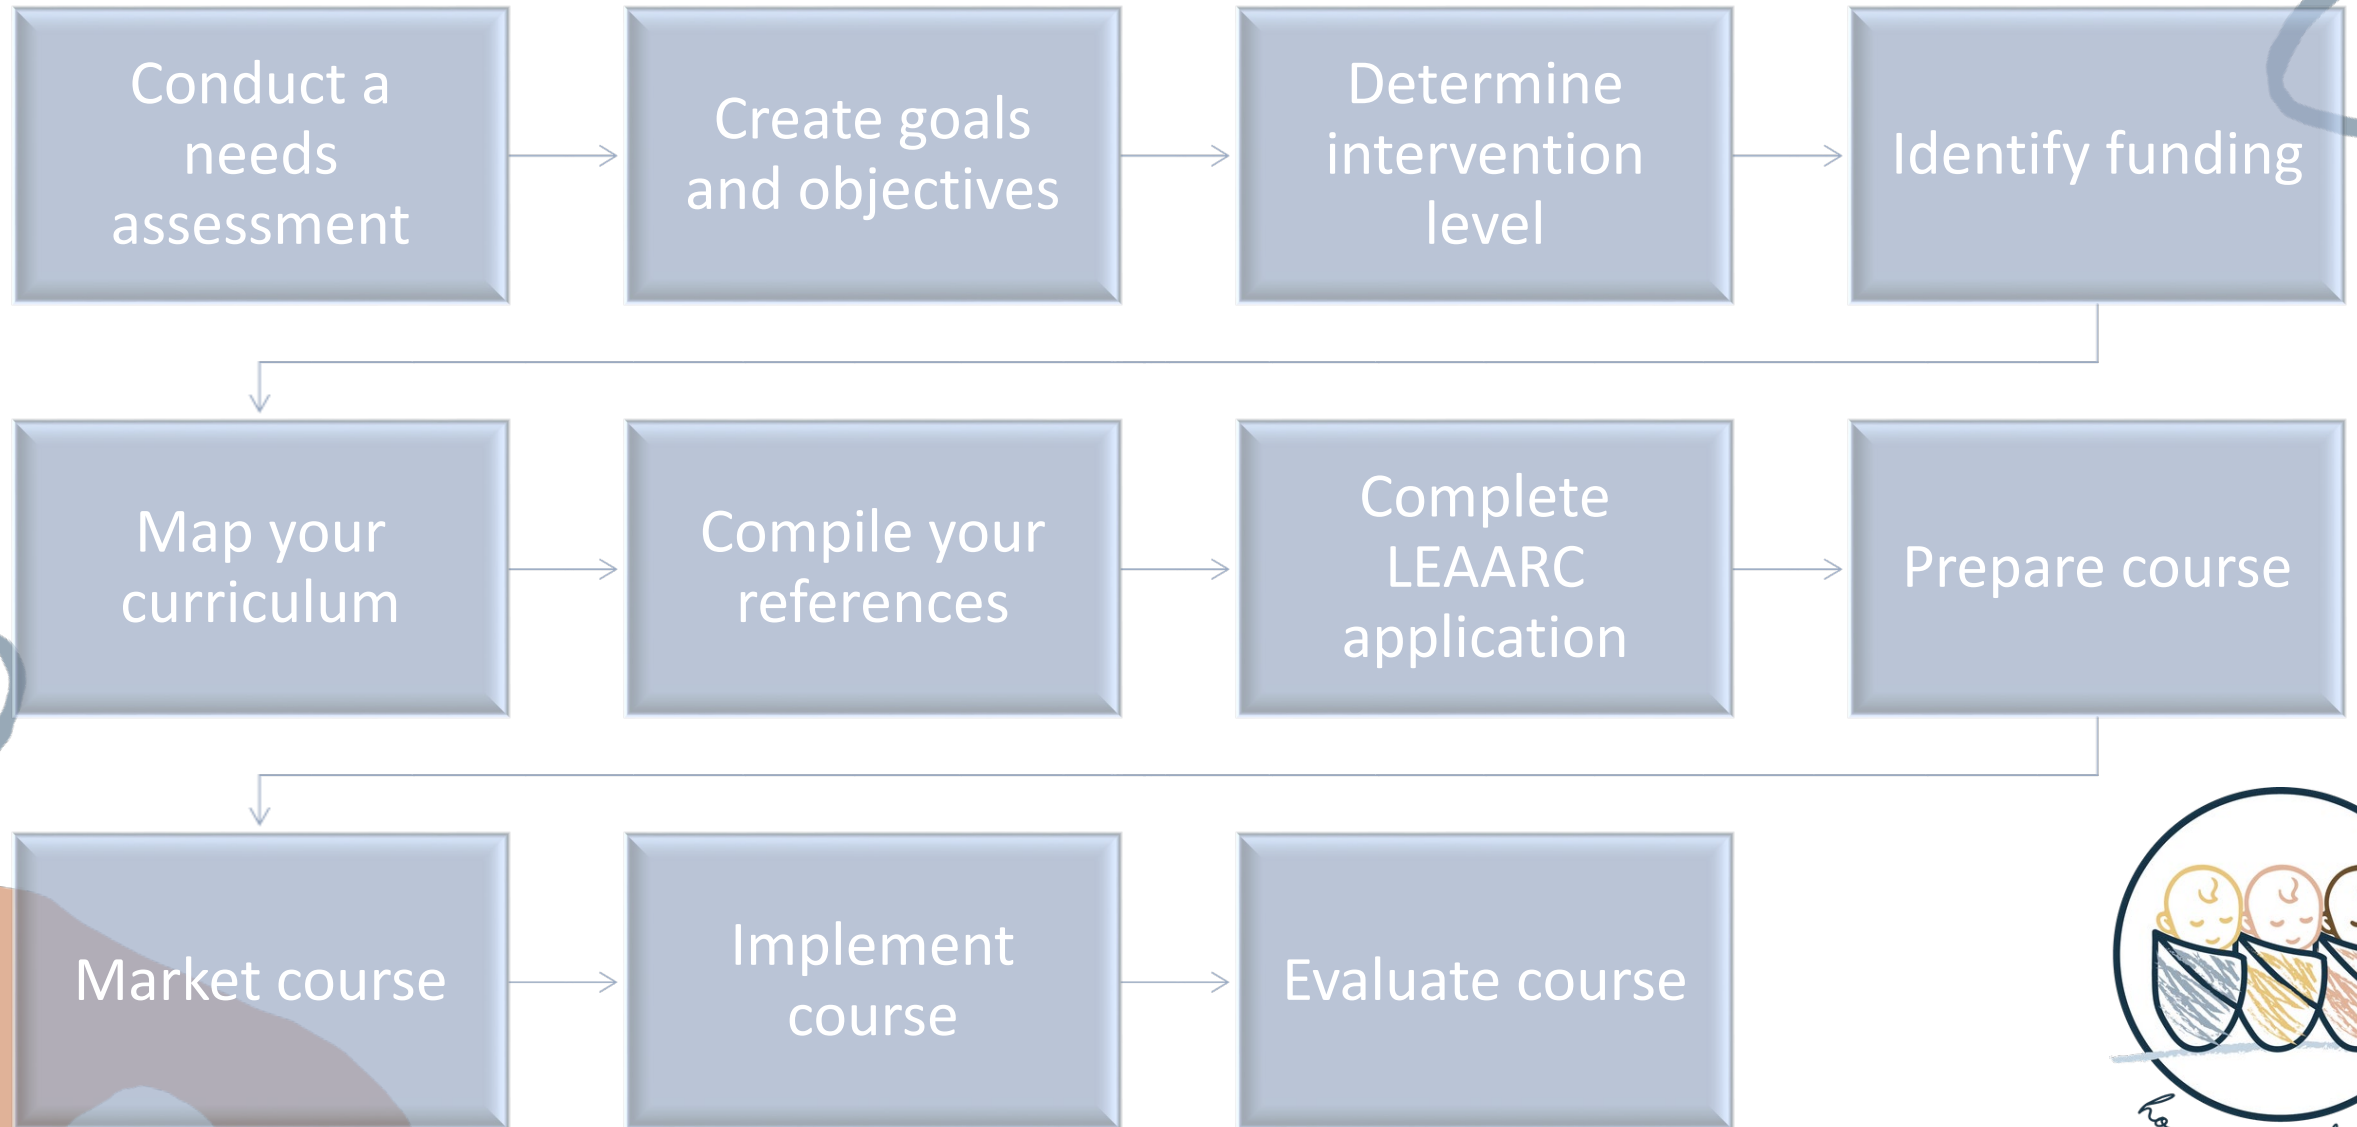 Conduct a
needs
assessment
Create goals
and objectives
Determine
intervention
level
Identify funding
Map your
curriculum
Compile your
references
Complete
LEAARC
application
Prepare course
Market course
Implement
course
Evaluate course